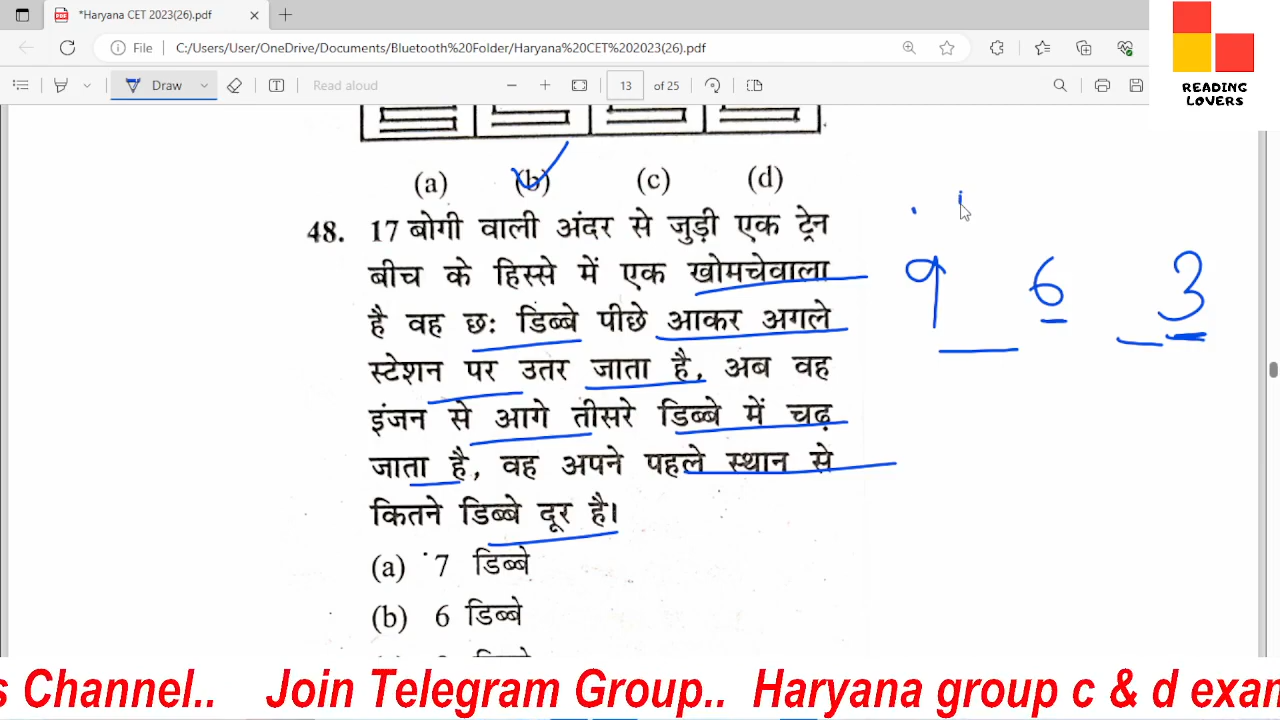 *Haryana CET 2023(26).pdf
File C:/Users/User/OneDrive/Documents/Bluetooth%20Folder/Haryana%20CET%202023(26).pdf
Draw Read aloud 13 of 25
READING
LOVERS
(a) (b) (c) (d)
48. 17 बोगी वाली अंदर से जुड़ी एक ट्रेन
बीच के हिस्से में एक खोमचेवाला
है वह छः डिब्बे पीछे आकर अगले
स्टेशन पर उतर जाता है, अब वह
इंजन से आगे तीसरे डिब्बे में चढ़
जाता है, वह अपने पहले स्थान से
कितने डिब्बे दूर है।
(a) 7 डिब्बे
(b) 6 डिब्बे
9 6 3
s Channel.. Join Telegram Group.. Haryana group c & d exan